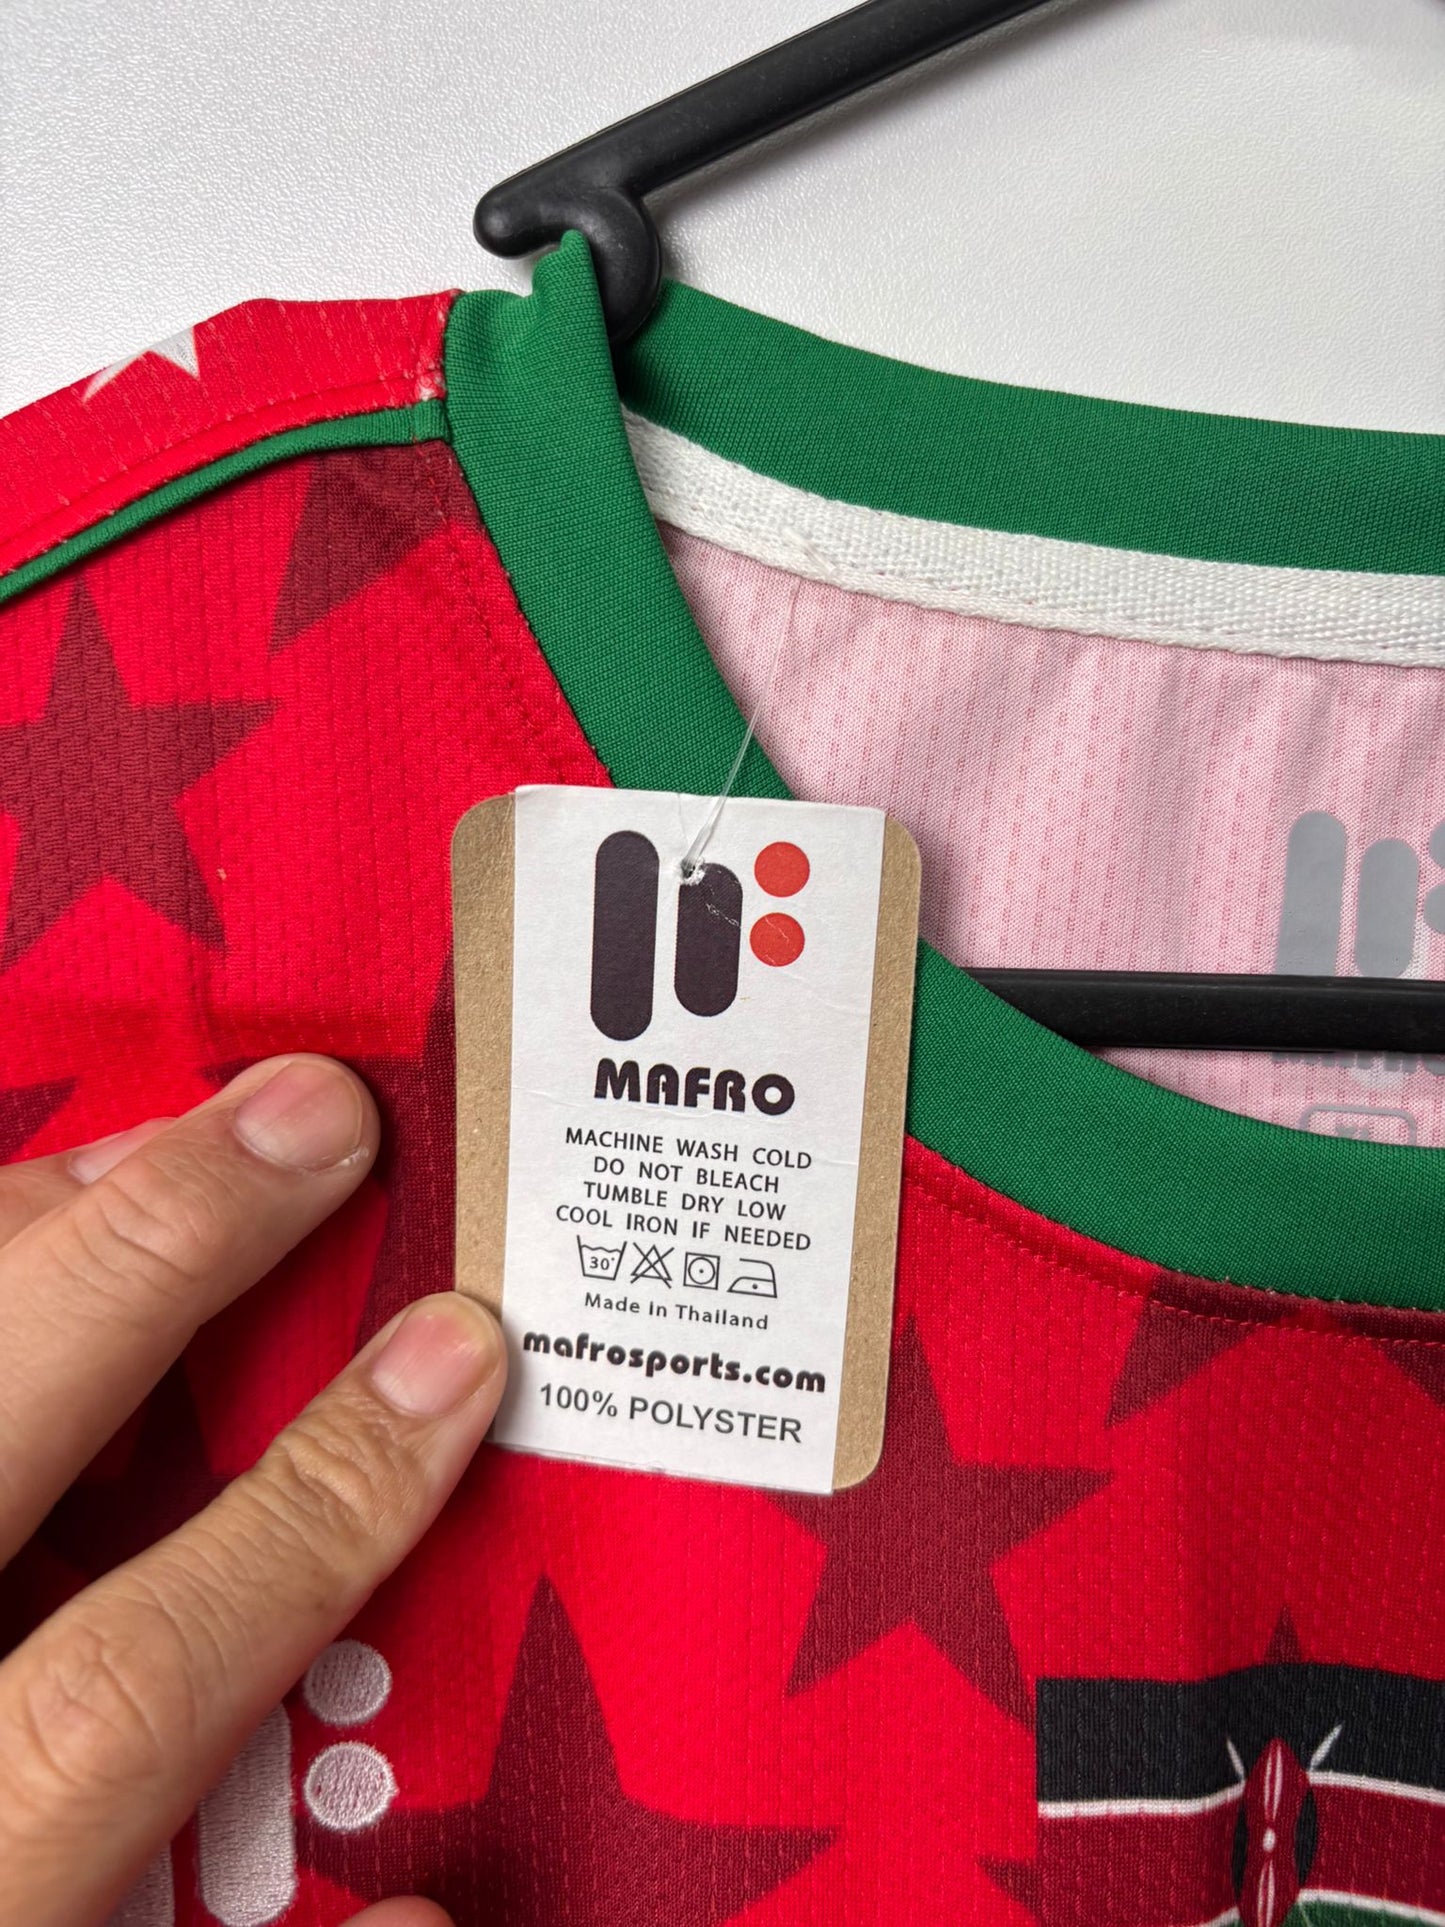 MAFRO
MACHINE WASH COLD
DO NOT BLEACH
TUMBLE DRY LOW
COOL IRON IF NEEDED
30°
Made in Thailand
mafrosports.com
100% POLYSTER